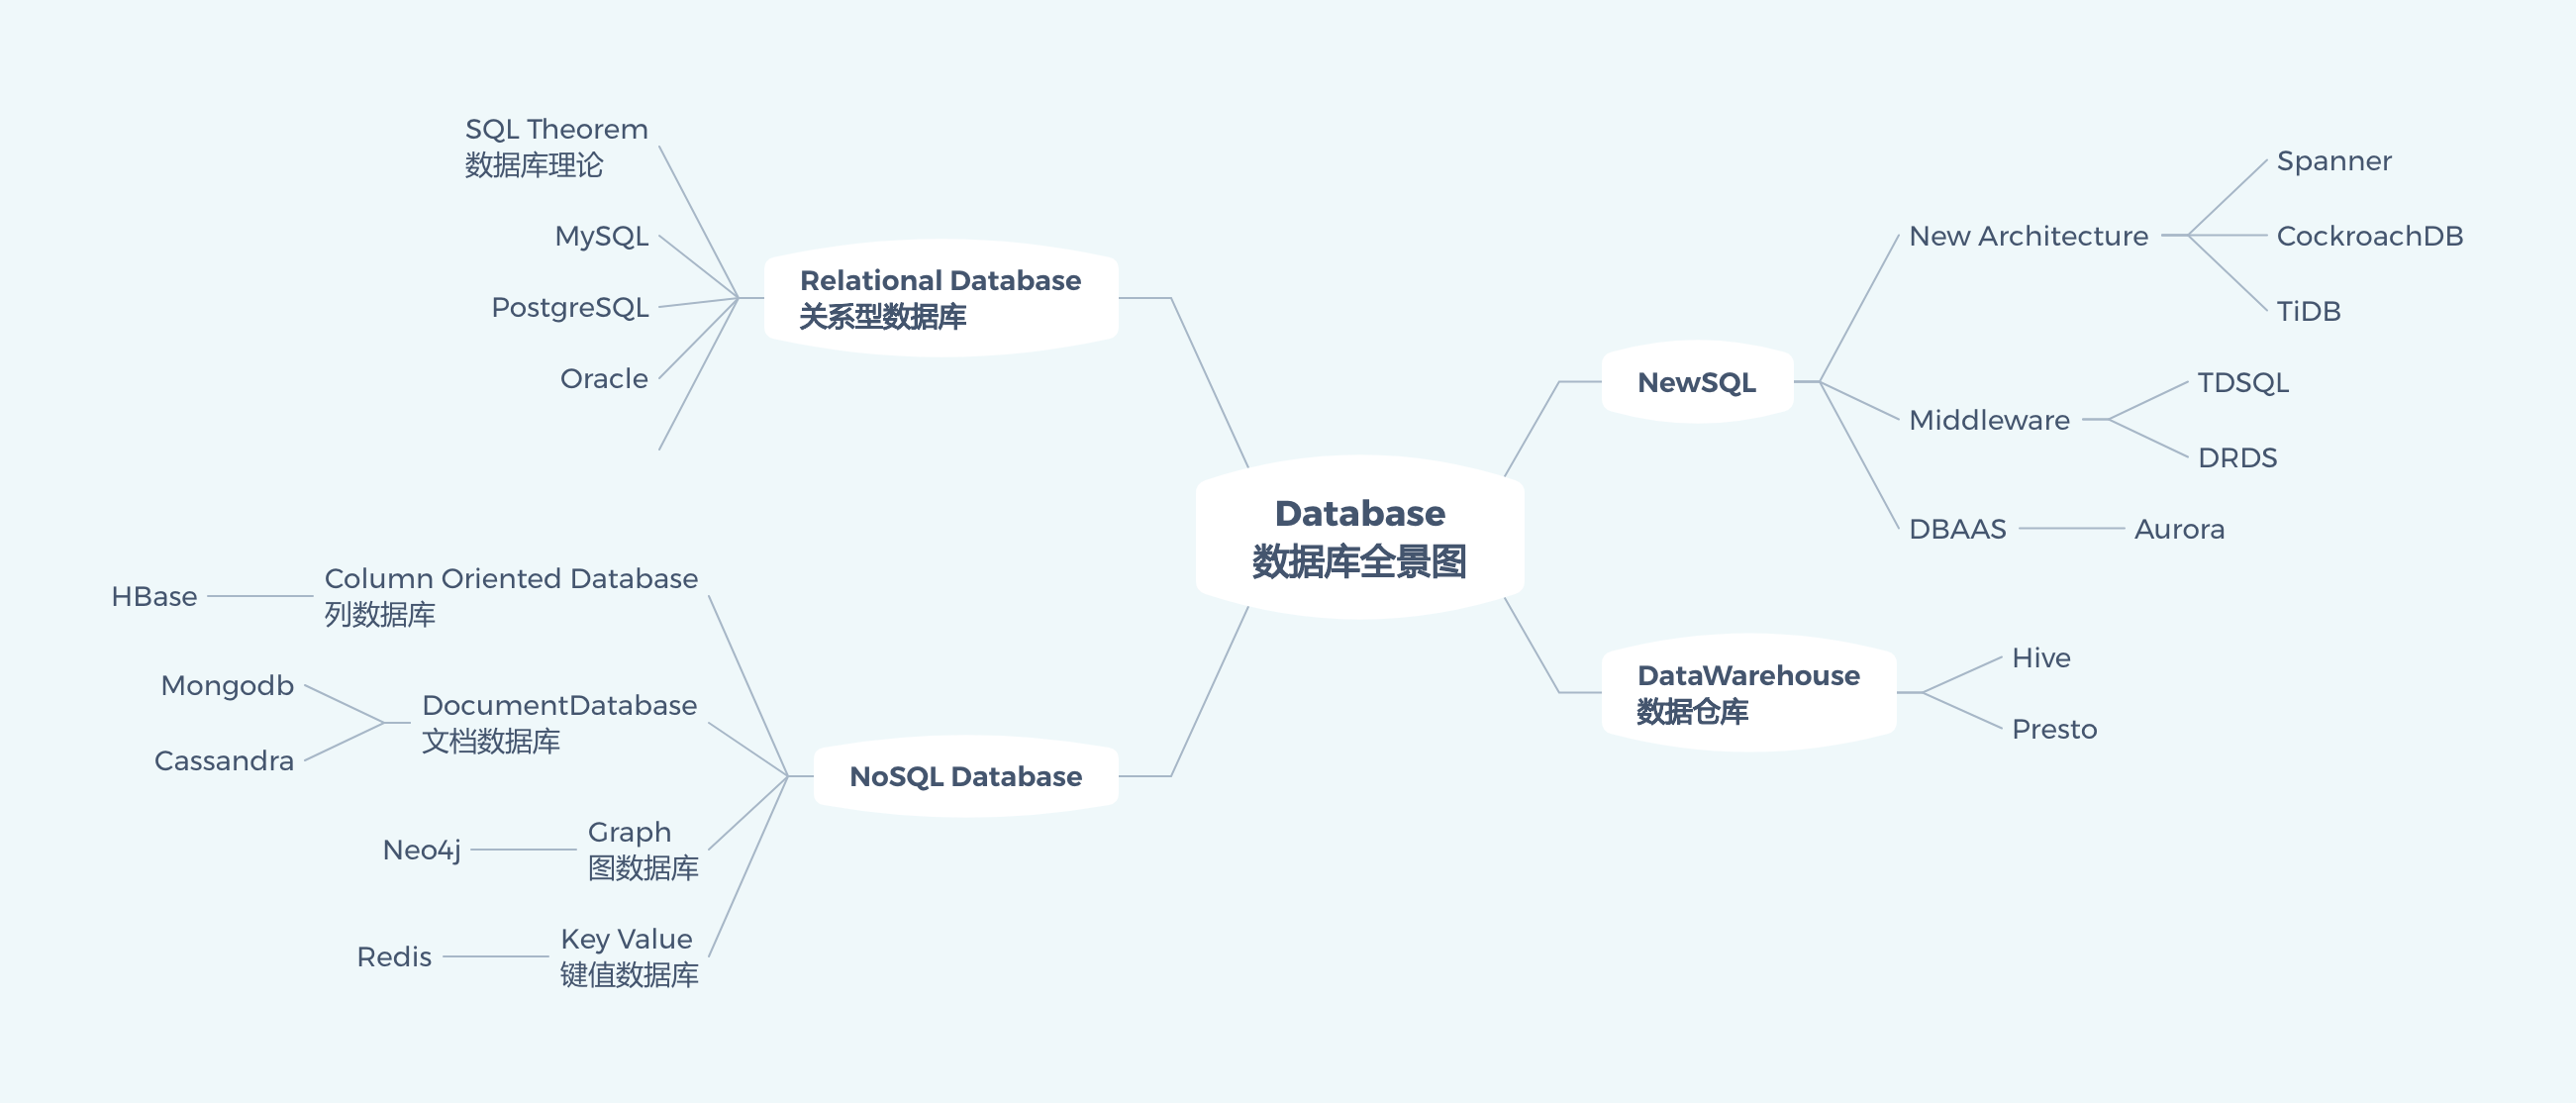 Database
数据库全景图
Relational Database
关系型数据库
SQL Theorem
数据库理论
MySQL
PostgreSQL
Oracle
NoSQL Database
Column Oriented Database
列数据库
HBase
DocumentDatabase
文档数据库
Mongodb
Cassandra
Graph
图数据库
Neo4j
Key Value
键值数据库
Redis
NewSQL
New Architecture
Spanner
CockroachDB
TiDB
Middleware
TDSQL
DRDS
DBAAS
Aurora
DataWarehouse
数据仓库
Hive
Presto